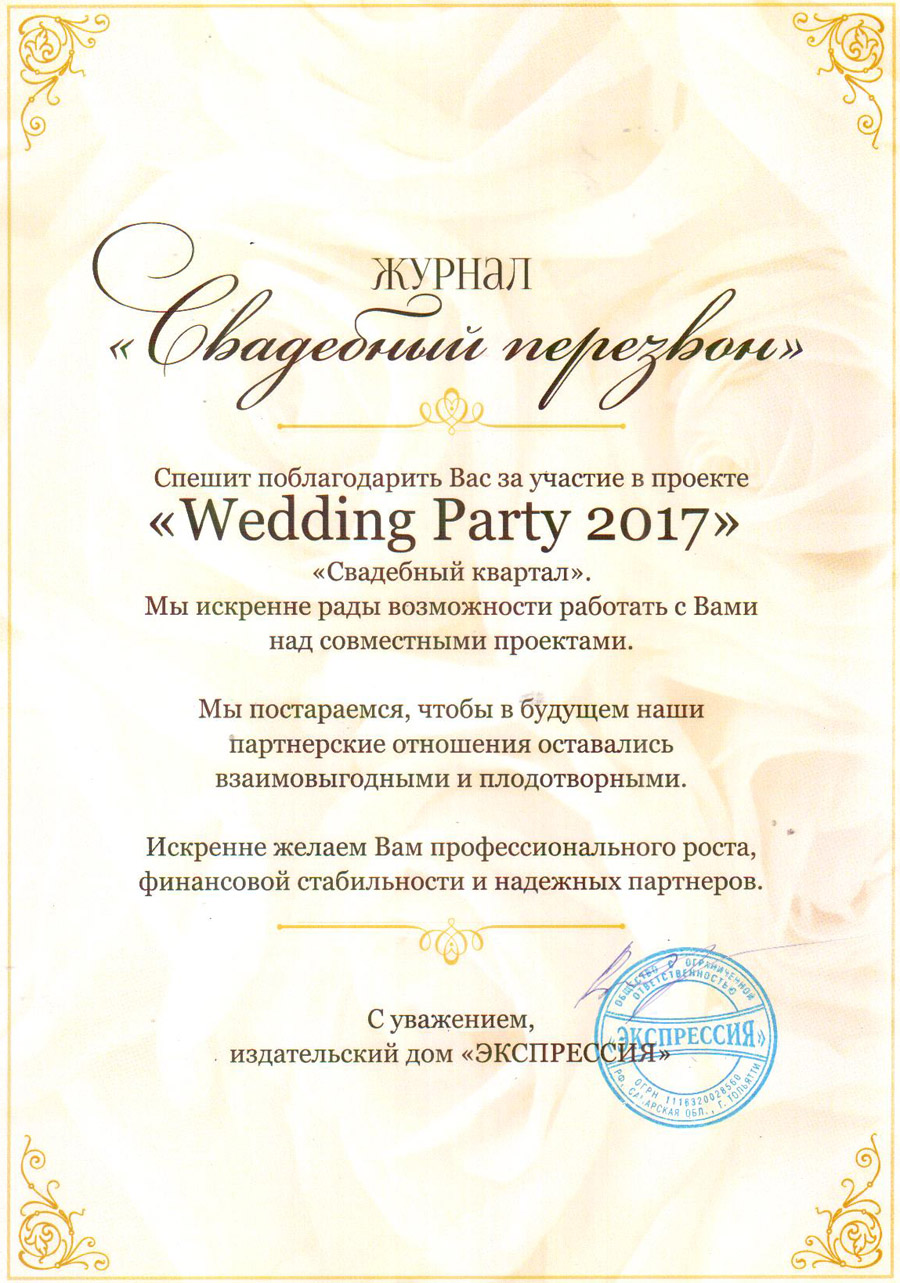 ЖУРНАЛ
«Свадебный перезвон»
Спешит поблагодарить Вас за участие в проекте
«Wedding Party 2017»
«Свадебный квартал».
Мы искренне рады возможности работать с Вами
над совместными проектами.
Мы постараемся, чтобы в будущем наши
партнерские отношения оставались
взаимовыгодными и плодотворными.
Искренне желаем Вам профессионального роста,
финансовой стабильности и надежных партнеров.
С уважением,
издательский дом «ЭКСПРЕССИЯ»
ОБЩЕСТВО С ОГРАНИЧЕННОЙ
ОТВЕТСТВЕННОСТЬЮ
«ЭКСПРЕССИЯ»
ОГРН 1116320028560
РФ, САМАРСКАЯ ОБЛ., Г. ТОЛЬЯТТИ